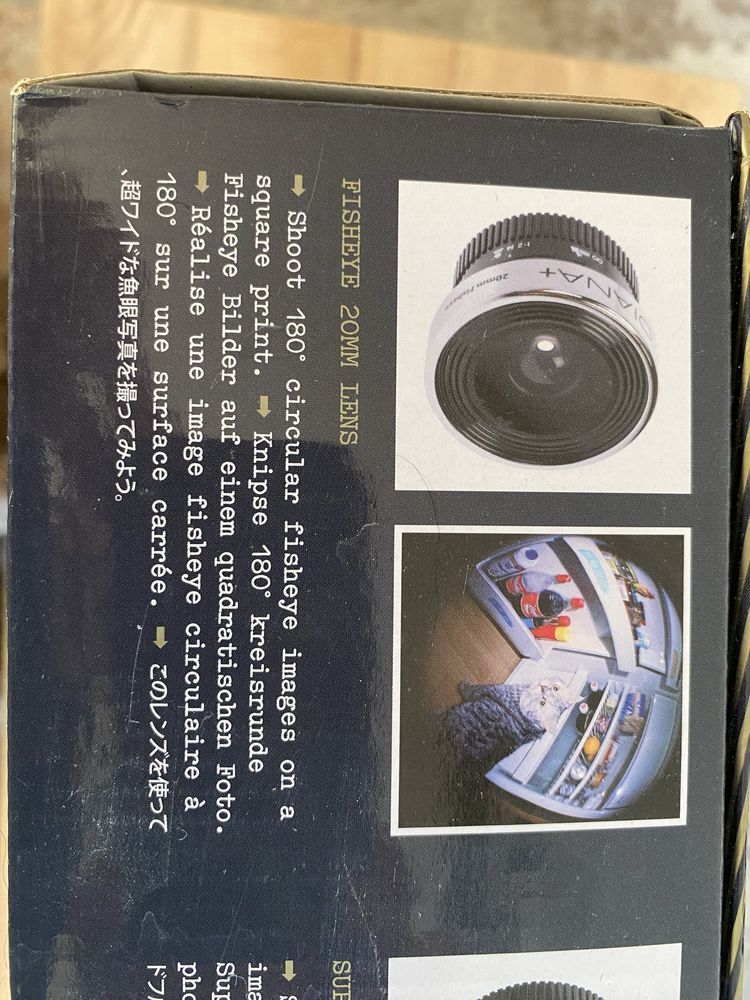 DIANA+
20mm Fisheye
1-2 M
FISHEYE 20MM LENS
➡ Shoot 180° circular fisheye images on a
square print. ➡ Knipse 180° kreisrunde
Fisheye Bilder auf einem quadratischen Foto.
➡ Réalise une image fisheye circulaire à
180° sur une surface carrée. ➡ このレンズを使って
、超ワイドな魚眼写真を撮ってみよう。